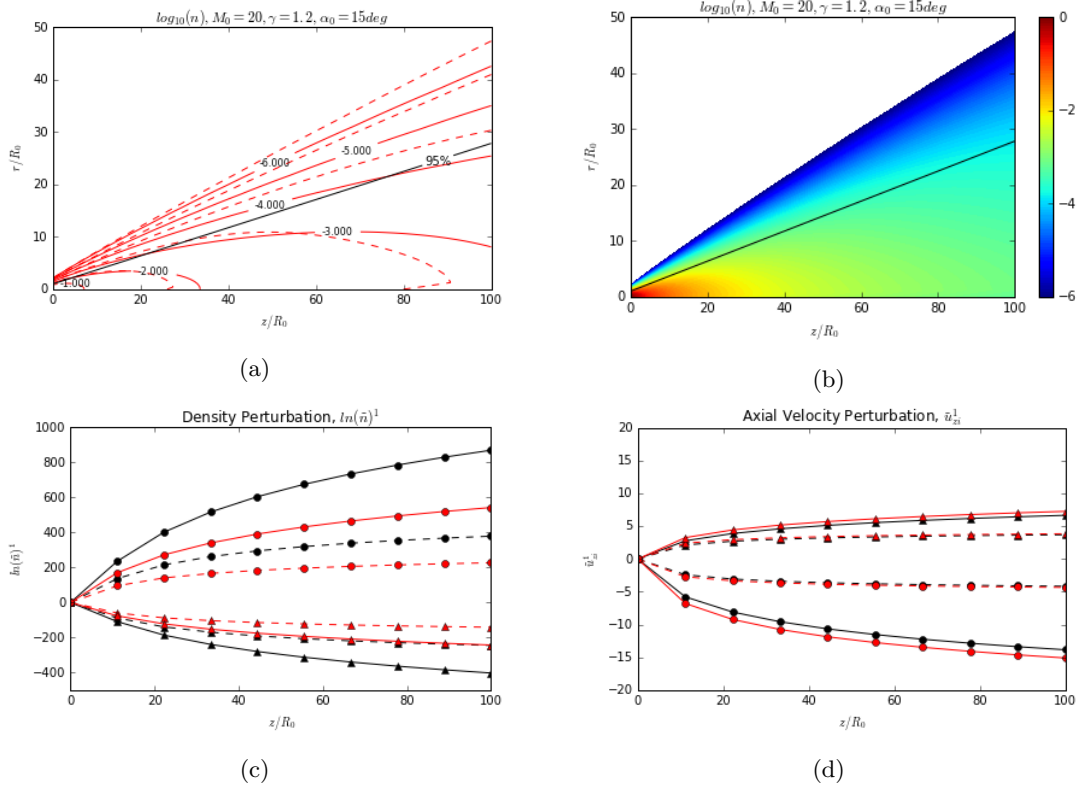 log₁₀(n), M₀ = 20, γ = 1.2, α₀ = 15deg
50
40
30
20
10
0
r/R₀
-6.000
-5.000
95%
-4.000
-3.000
-2.000
-1.000
0 20 40 60 80 100
z/R₀
(a)
log₁₀(n), M₀ = 20, γ = 1.2, α₀ = 15deg
50
40
30
20
10
0
r/R₀
0 20 40 60 80 100
z/R₀
0
−2
−4
−6
(b)
Density Perturbation, ln(ñ)¹
1000
800
600
400
200
0
−200
−400
ln(ñ)¹
0 20 40 60 80 100
z/R₀
(c)
Axial Velocity Perturbation, ũ¹zi
20
15
10
5
0
−5
−10
−15
−20
ũ¹zi
0 20 40 60 80 100
z/R₀
(d)